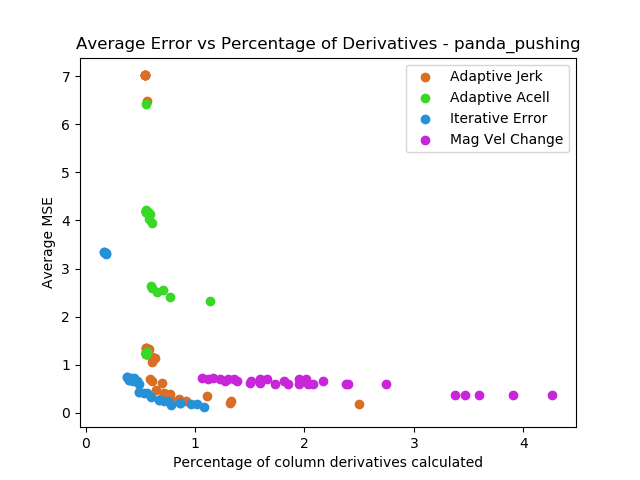 Average Error vs Percentage of Derivatives - panda_pushing
Adaptive Jerk
Adaptive Acell
Iterative Error
Mag Vel Change
Average MSE
7
6
5
4
3
2
1
0
0 1 2 3 4
Percentage of column derivatives calculated